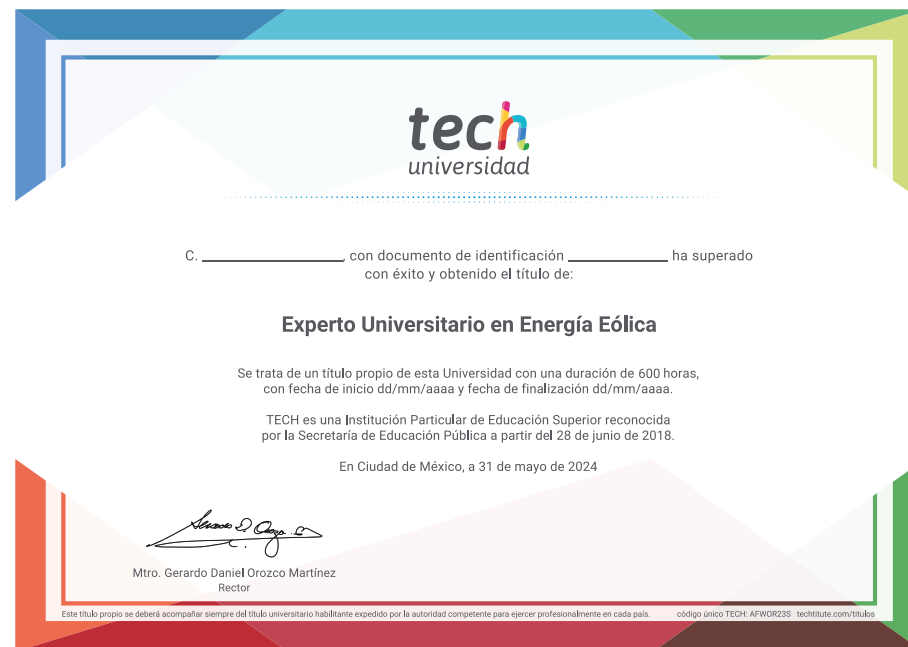 tech
universidad
C. ____________, con documento de identificación ____________ ha superado
con éxito y obtenido el título de:
Experto Universitario en Energía Eólica
Se trata de un título propio de esta Universidad con una duración de 600 horas,
con fecha de inicio dd/mm/aaaa y fecha de finalización dd/mm/aaaa.
TECH es una Institución Particular de Educación Superior reconocida
por la Secretaría de Educación Pública a partir del 28 de junio de 2018.
En Ciudad de México, a 31 de mayo de 2024
Mtro. Gerardo Daniel Orozco Martínez
Rector
Este título propio se deberá acompañar siempre del título universitario habilitante expedido por la autoridad competente para ejercer profesionalmente en cada país. código único TECH: AFWOR23S techtitute.com/titulos